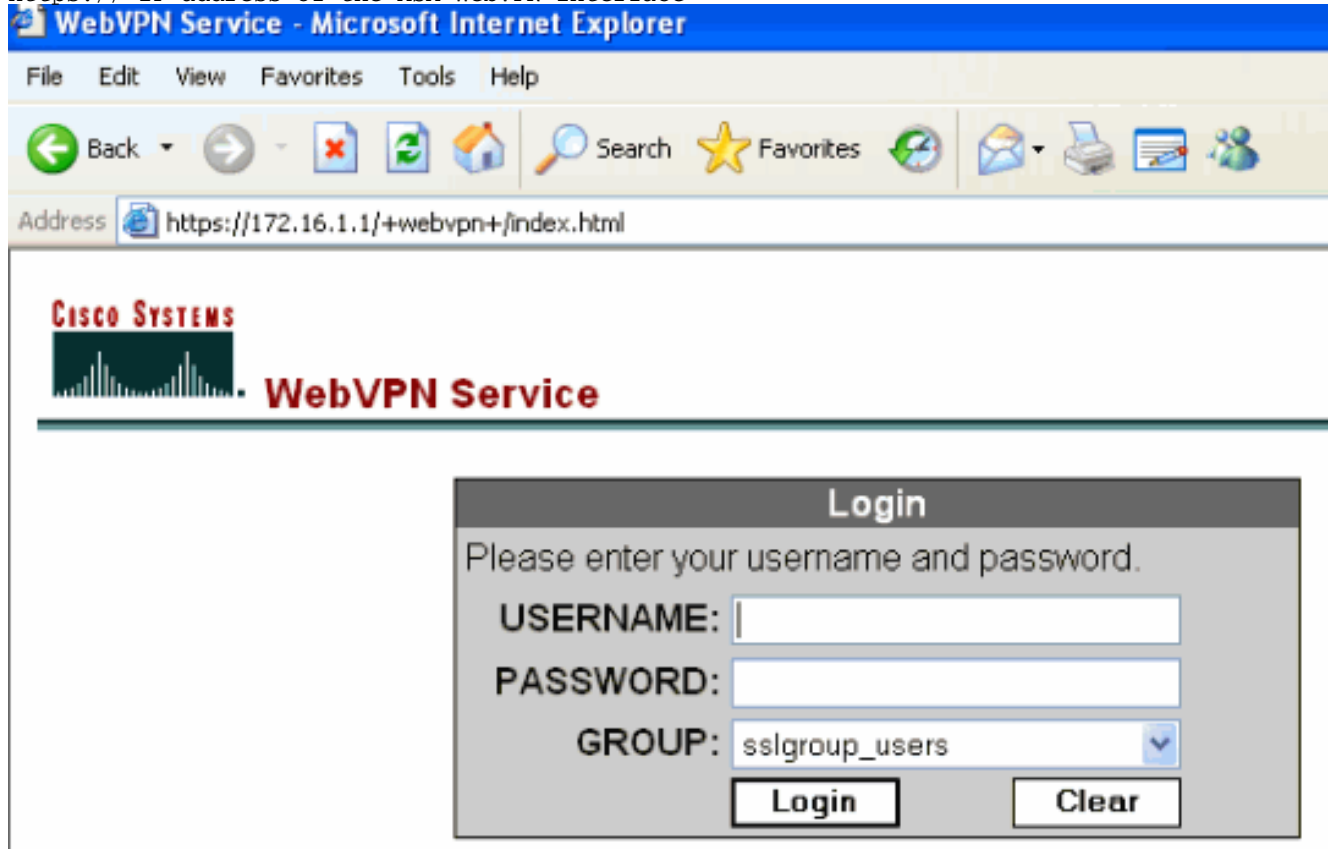 WebVPN Service - Microsoft Internet Explorer
File Edit View Favorites Tools Help
Back Search Favorites
Address https://172.16.1.1/+webvpn+/index.html
CISCO SYSTEMS
WebVPN Service
Login
Please enter your username and password.
USERNAME:
PASSWORD:
GROUP: sslgroup_users
Login Clear